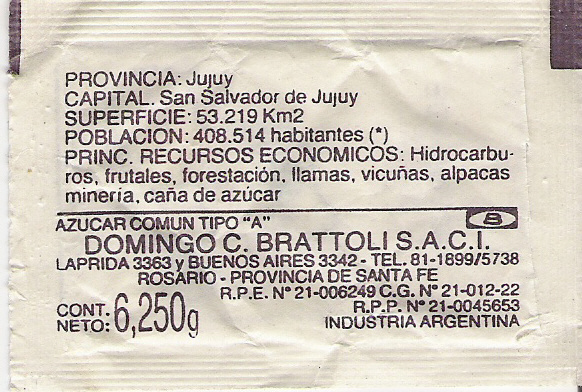 PROVINCIA: Jujuy
CAPITAL. San Salvador de Jujuy
SUPERFICIE: 53.219 Km2
POBLACION: 408.514 habitantes (*)
PRINC. RECURSOS ECONOMICOS: Hidrocarbu-
ros, frutales, forestación, llamas, vicuñas, alpacas
minería, caña de azúcar
AZUCAR COMUN TIPO "A" B
DOMINGO C. BRATTOLI S.A.C.I.
LAPRIDA 3363 y BUENOS AIRES 3342 - TEL. 81-1899/5738
ROSARIO - PROVINCIA DE SANTA FE
R.P.E. N° 21-006249 C.G. N° 21-012-22
CONT. NETO: 6,250g R.P.P. N° 21-0045653
INDUSTRIA ARGENTINA